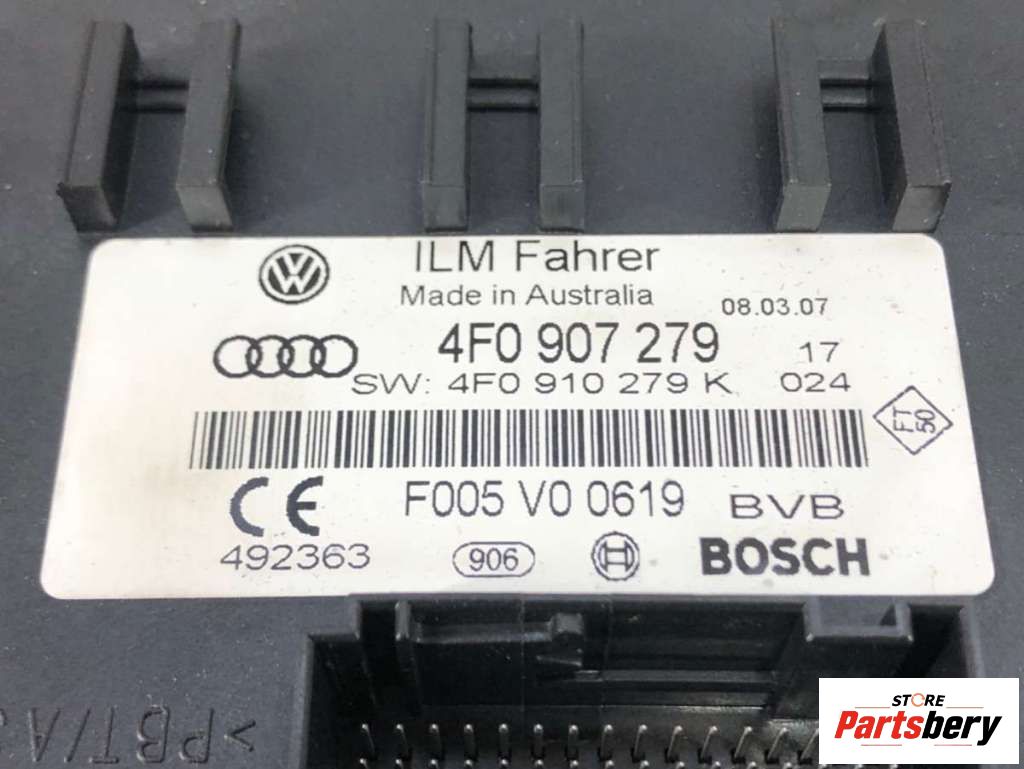 ILM Fahrer
Made in Australia 08.03.07
4F0 907 279 17
SW: 4F0 910 279 K 024
FT 50
F005 V0 0619 BVB
492363 906 BOSCH
>PBT/A
STORE
Partsbery